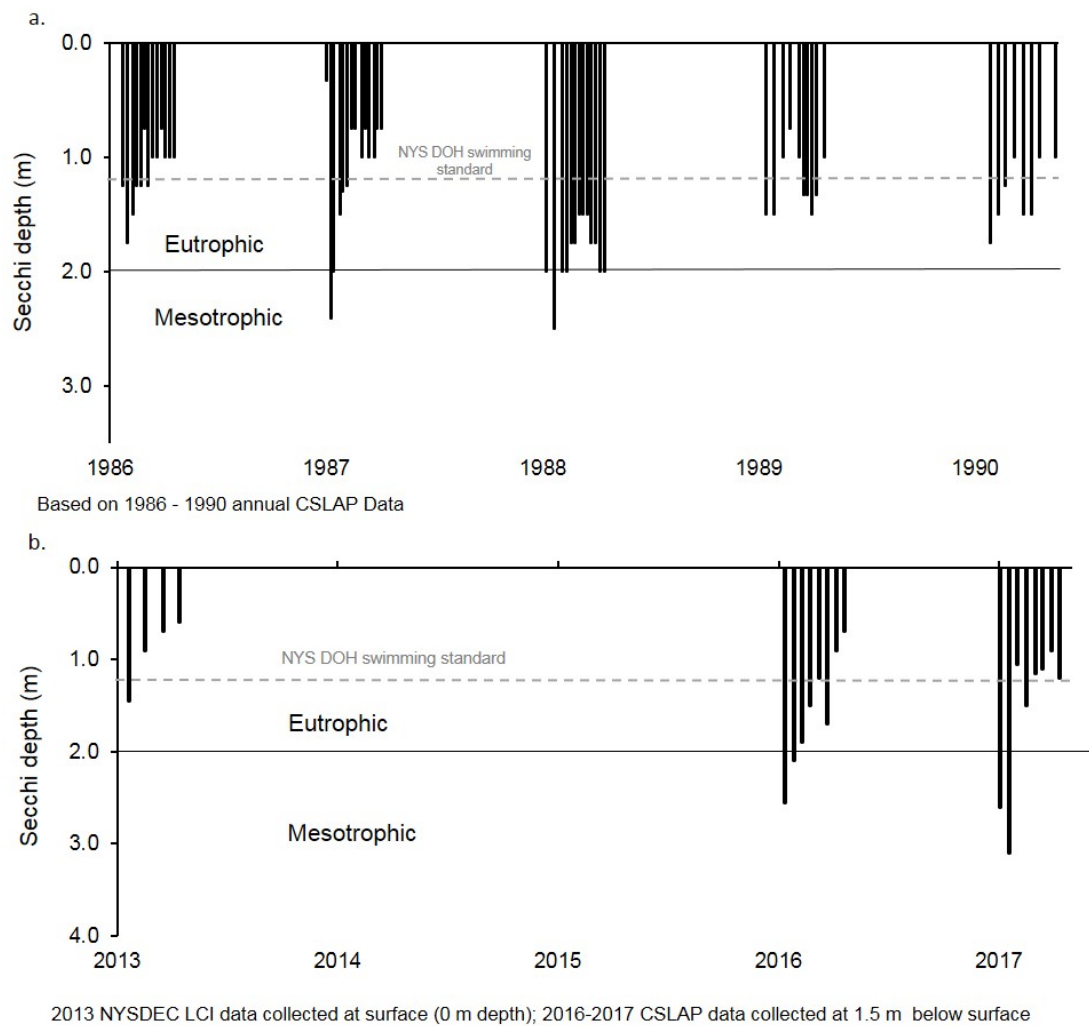 a.
0.0
1.0
2.0
3.0
Secchi depth (m)
NYS DOH swimming
standard
Eutrophic
Mesotrophic
1986
1987
1988
1989
1990
Based on 1986 - 1990 annual CSLAP Data
b.
0.0
1.0
2.0
3.0
4.0
Secchi depth (m)
NYS DOH swimming standard
Eutrophic
Mesotrophic
2013
2014
2015
2016
2017
2013 NYSDEC LCI data collected at surface (0 m depth); 2016-2017 CSLAP data collected at 1.5 m below surface